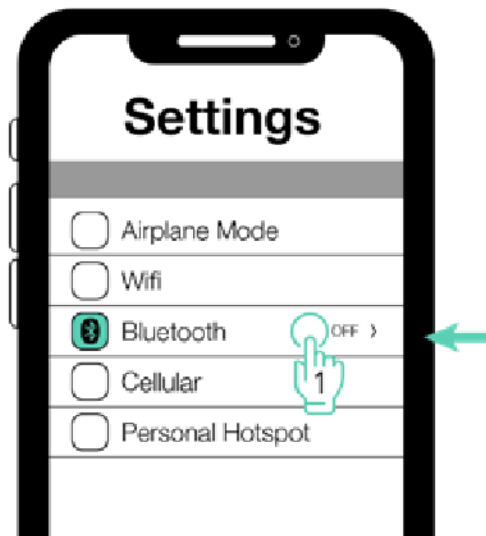 Settings
Airplane Mode
Wifi
Bluetooth OFF >
Cellular
1
Personal Hotspot